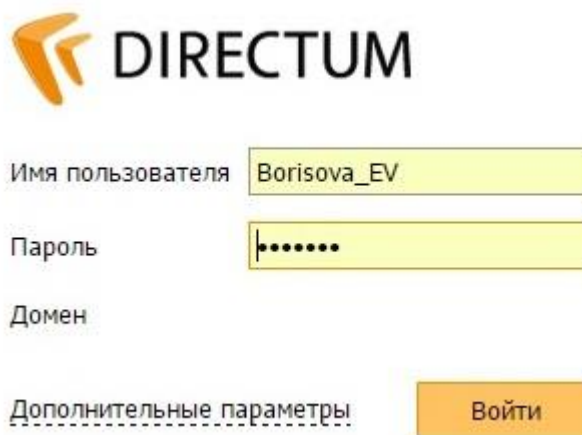 DIRECTUM
Имя пользователя Borisova_EV
Пароль •••••••
Домен
Дополнительные параметры Войти